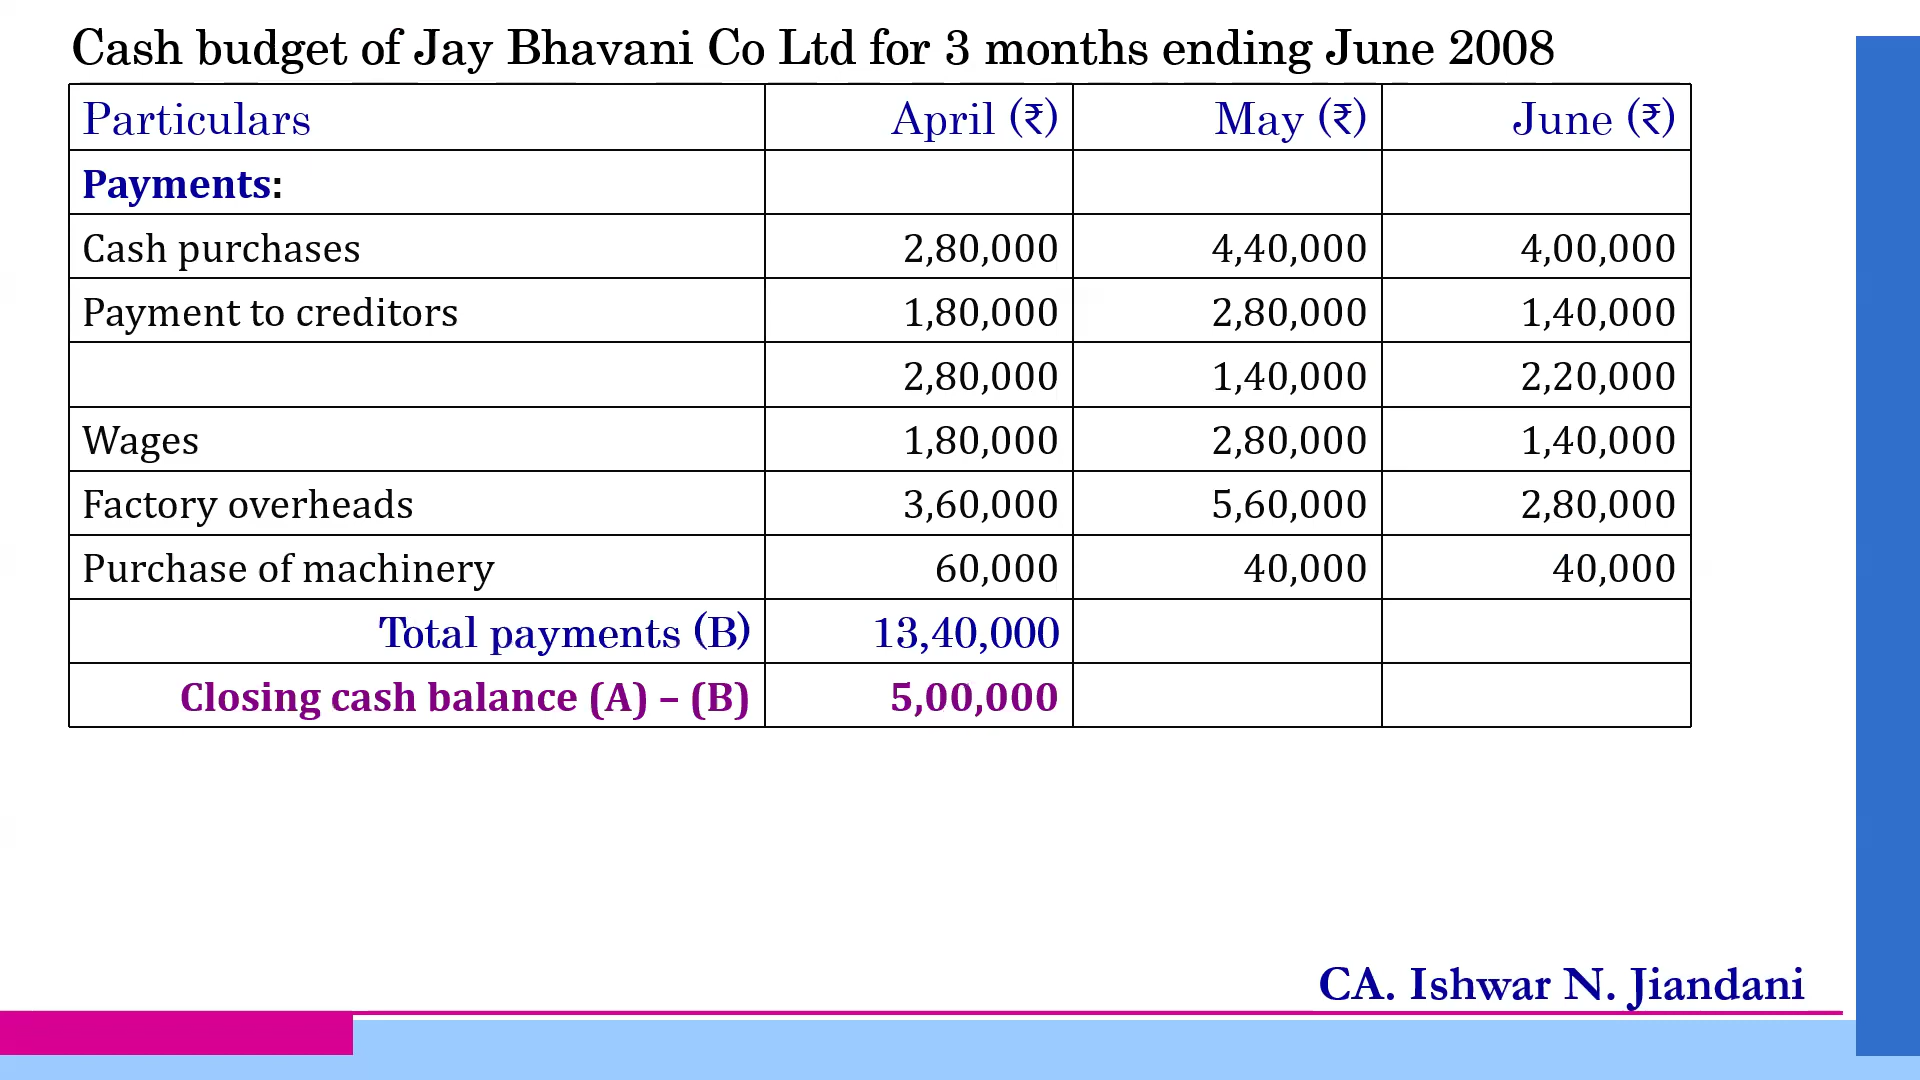 Cash budget of Jay Bhavani Co Ltd for 3 months ending June 2008
Particulars April (₹) May (₹) June (₹)
Payments:
Cash purchases 2,80,000 4,40,000 4,00,000
Payment to creditors 1,80,000 2,80,000 1,40,000
2,80,000 1,40,000 2,20,000
Wages 1,80,000 2,80,000 1,40,000
Factory overheads 3,60,000 5,60,000 2,80,000
Purchase of machinery 60,000 40,000 40,000
Total payments (B) 13,40,000
Closing cash balance (A) – (B) 5,00,000
CA. Ishwar N. Jiandani